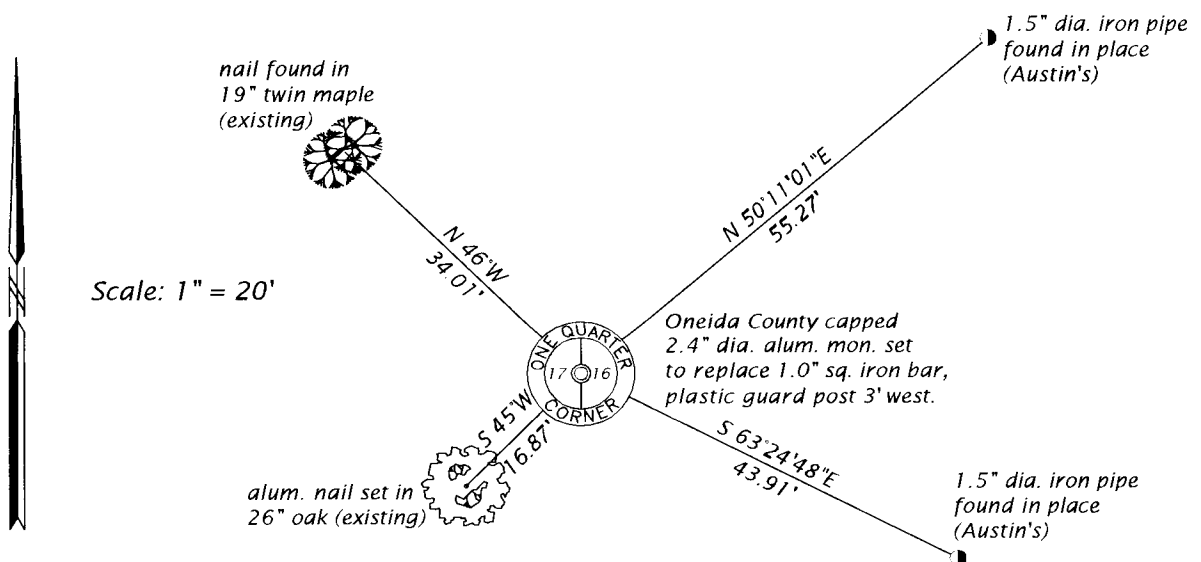 1.5" dia. iron pipe
found in place
(Austin's)
nail found in
19" twin maple
(existing)
N 50°11'01"E
55.27'
N 46°W
34.01'
Scale: 1" = 20'
N
ONE QUARTER
17 16
CORNER
Oneida County capped
2.4" dia. alum. mon. set
to replace 1.0" sq. iron bar,
plastic guard post 3' west.
S 45°W
16.87'
S 63°24'48"E
43.91'
alum. nail set in
26" oak (existing)
1.5" dia. iron pipe
found in place
(Austin's)